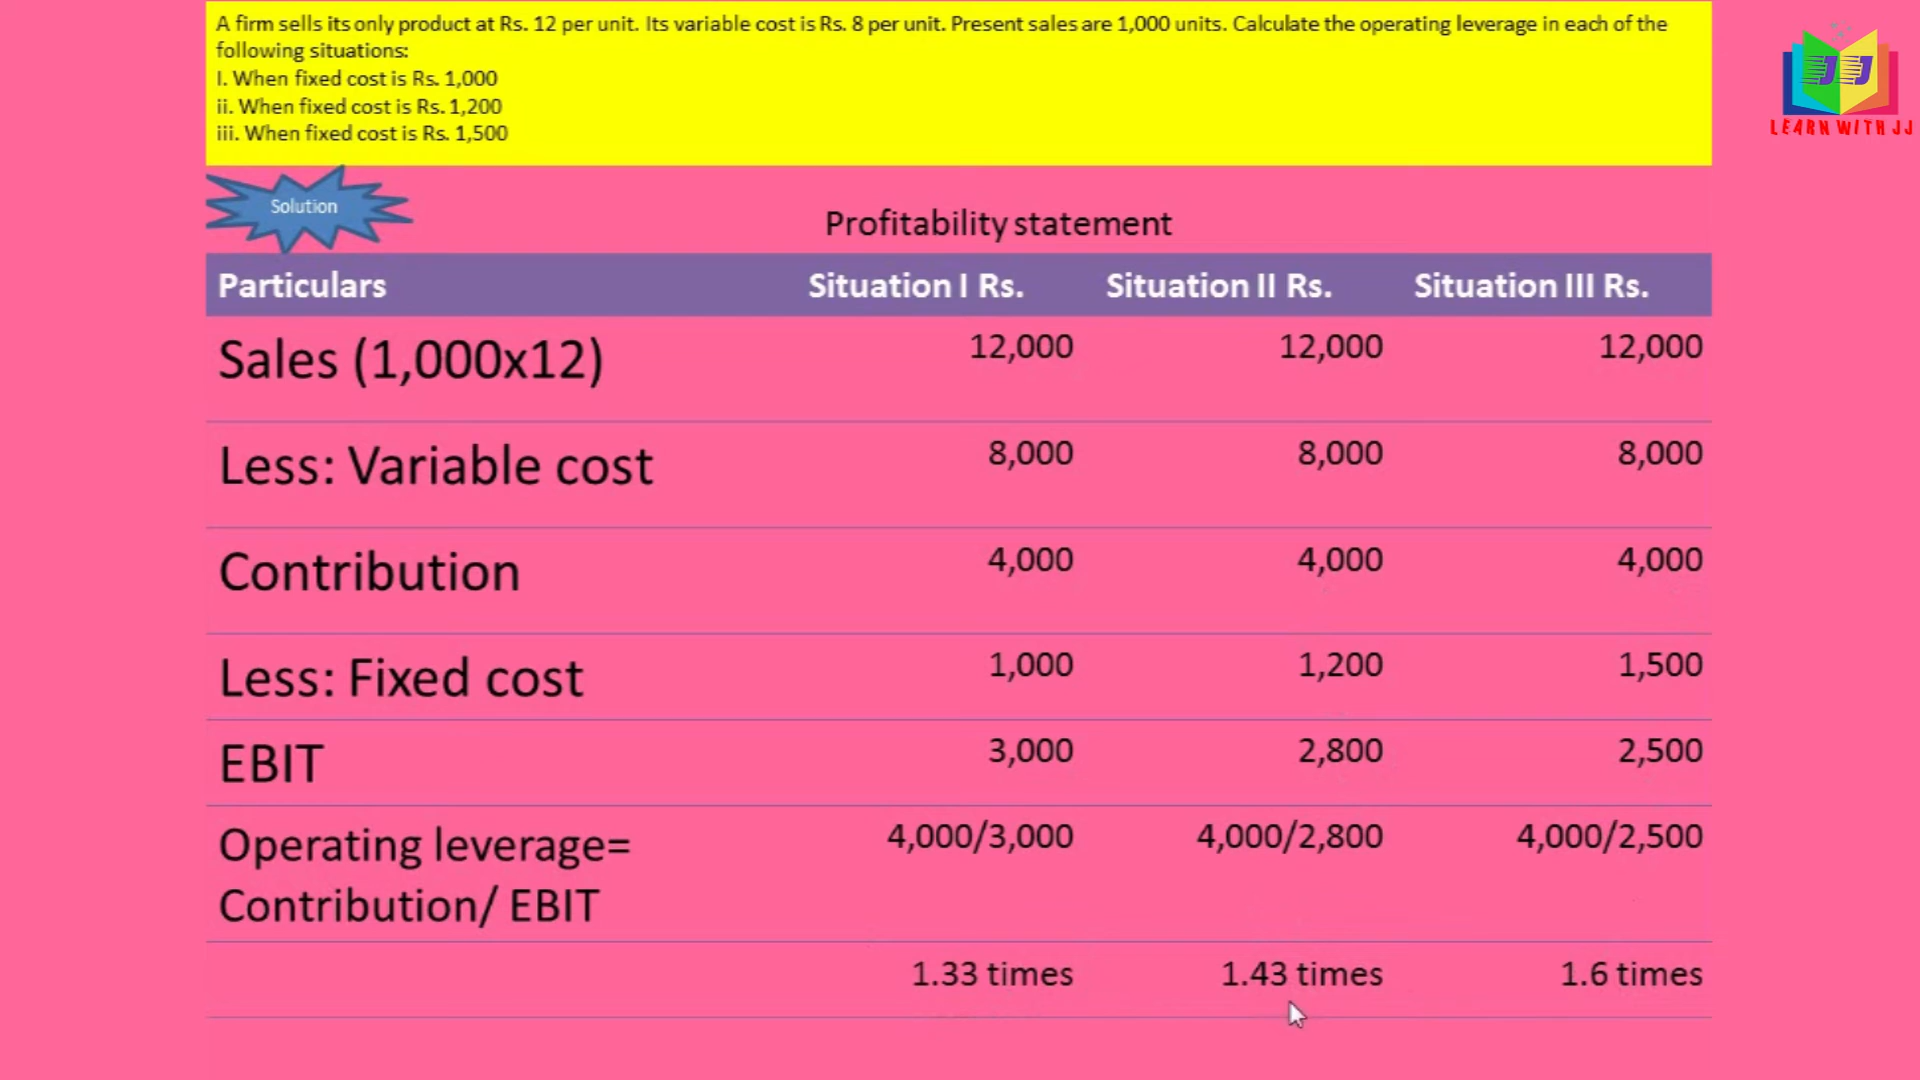 A firm sells its only product at Rs. 12 per unit. Its variable cost is Rs. 8 per unit. Present sales are 1,000 units. Calculate the operating leverage in each of the
following situations:
I. When fixed cost is Rs. 1,000
ii. When fixed cost is Rs. 1,200
iii. When fixed cost is Rs. 1,500
JJ
LEARN WITH JJ
Solution
Profitability statement
Particulars Situation I Rs. Situation II Rs. Situation III Rs.
Sales (1,000x12) 12,000 12,000 12,000
Less: Variable cost 8,000 8,000 8,000
Contribution 4,000 4,000 4,000
Less: Fixed cost 1,000 1,200 1,500
EBIT 3,000 2,800 2,500
Operating leverage= 4,000/3,000 4,000/2,800 4,000/2,500
Contribution/ EBIT
1.33 times 1.43 times 1.6 times